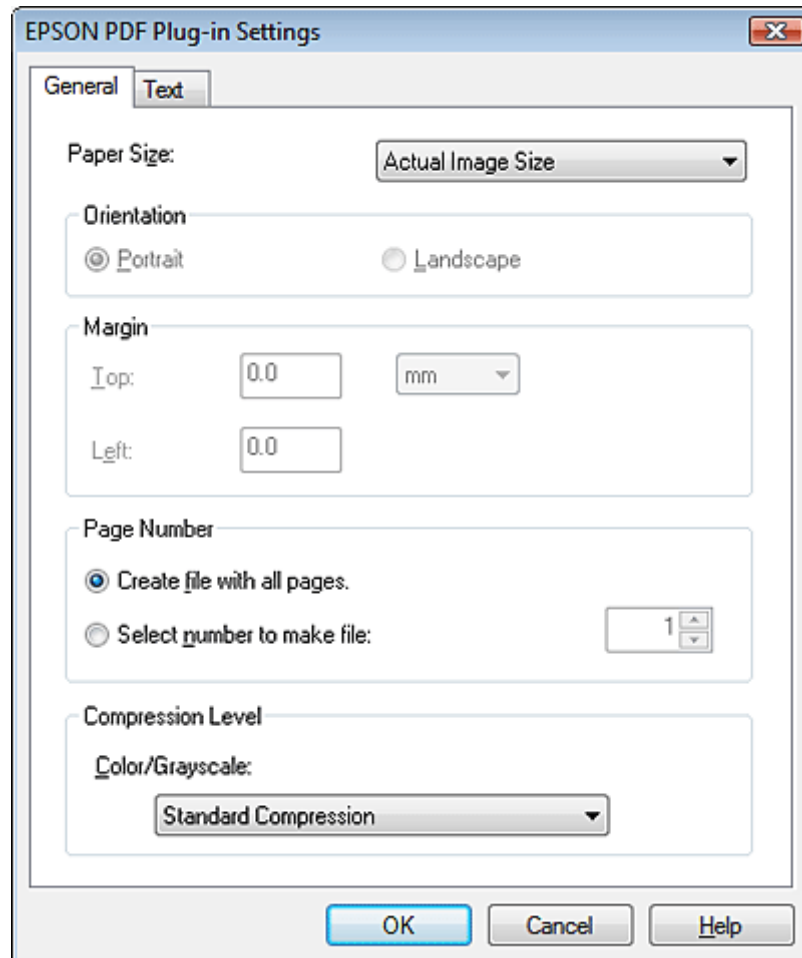 EPSON PDF Plug-in Settings
General Text
Paper Size: Actual Image Size
Orientation
Portrait Landscape
Margin
Top: 0.0 mm
Left: 0.0
Page Number
Create file with all pages.
Select number to make file: 1
Compression Level
Color/Grayscale:
Standard Compression
OK Cancel Help